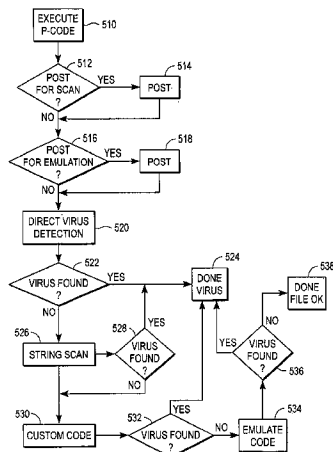 EXECUTE
P-CODE
510
512
POST
FOR SCAN
?
YES
514
POST
NO
516
POST
FOR EMULATION
?
YES
518
POST
NO
DIRECT VIRUS
DETECTION
520
522
VIRUS FOUND
?
YES
NO
524
DONE
VIRUS
538
DONE
FILE OK
526
STRING SCAN
528
YES
VIRUS
FOUND
?
NO
YES
NO
VIRUS
FOUND
?
536
530
CUSTOM CODE
532
VIRUS FOUND
?
YES
NO
534
EMULATE
CODE